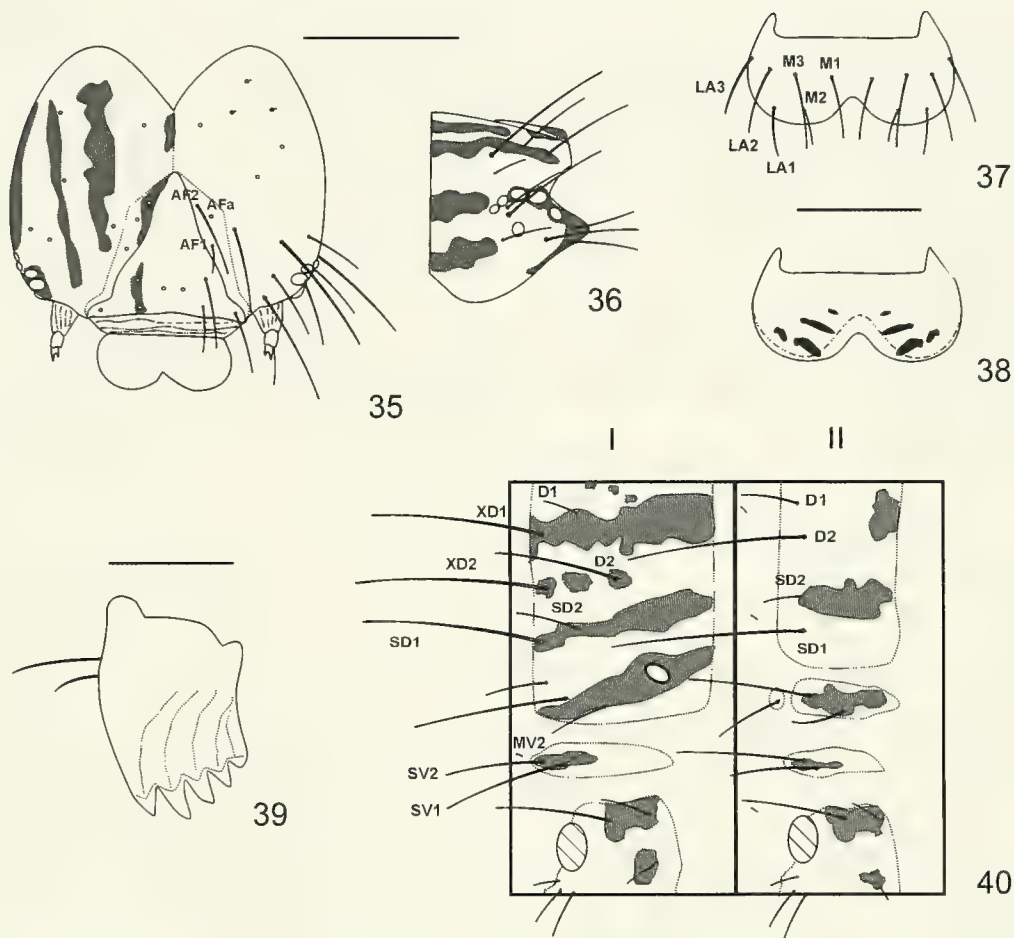 AF2
AFa
AF1
35
36
LA3
M3
M1
M2
LA2
LA1
37
38
39
I
II
D1
XD1
D2
XD2
SD2
SD1
MV2
SV2
SV1
D1
D2
SD2
SD1
40